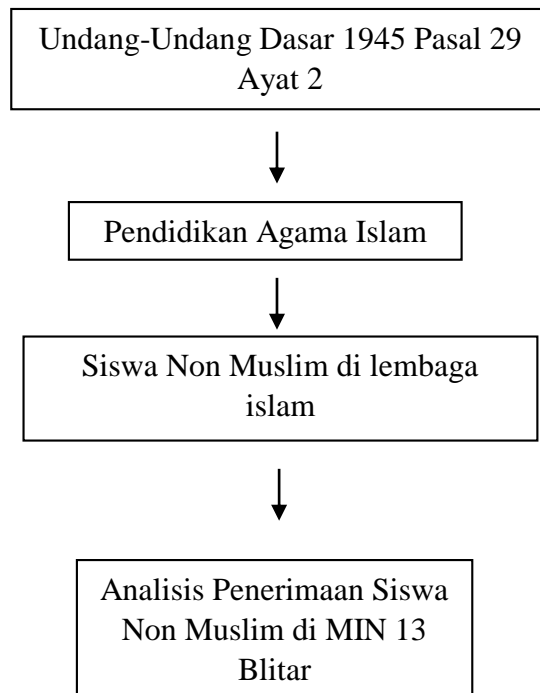 Undang-Undang Dasar 1945 Pasal 29
Ayat 2
Pendidikan Agama Islam
Siswa Non Muslim di lembaga
islam
Analisis Penerimaan Siswa
Non Muslim di MIN 13
Blitar